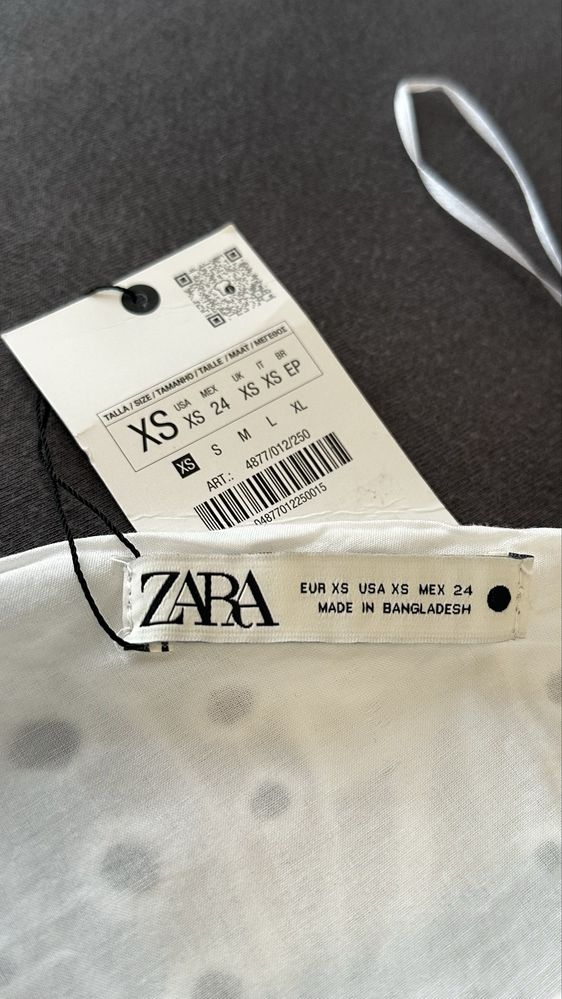 TALLA / SIZE / TAMANHO / TAILLE / MAAT / ΜΕΓΕΘΟΣ
USA MEX UK IT BR
XS XS 24 XS XS EP
XS S M L XL
ART.: 4877/012/250
04877012250015
ZARA
EUR XS USA XS MEX 24
MADE IN BANGLADESH